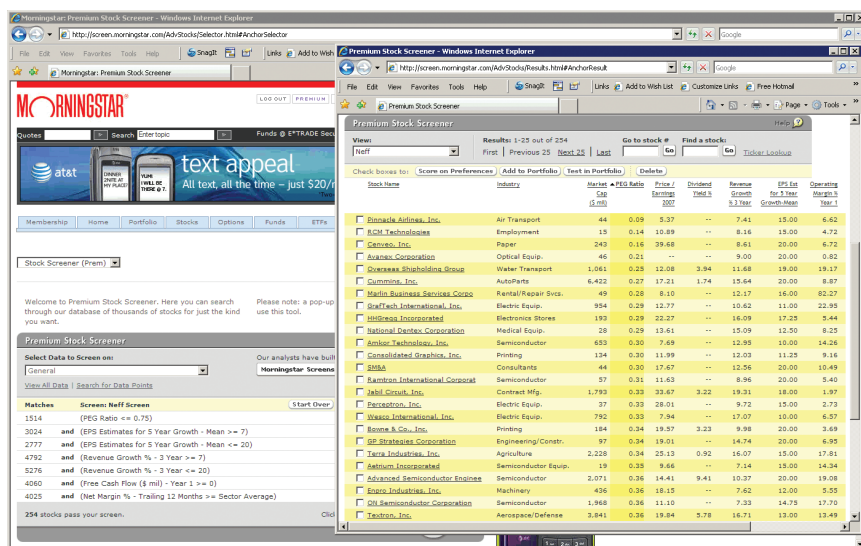 Morningstar: Premium Stock Screener - Windows Internet Explorer
http://screen.morningstar.com/AdvStocks/Selector.html#AnchorSelector
Google
File Edit View Favorites Tools Help
SnagIt
Links Add to Wish
Morningstar: Premium Stock Screener
MORNINGSTAR®
LOG OUT PREMIUM
Quotes Search Enter topic Funds @ E*TRADE Secu
at&t
DINNER 2NITE AT MY PLACE?
YUM! I WILL BE THERE @ 7.
text appeal
All text, all the time – just $20/
Membership Home Portfolio Stocks Options Funds ETFs
Stock Screener (Prem)
Welcome to Premium Stock Screener. Here you can search
through our database of thousands of stocks for just the kind
you want.
Please note: a pop-up
use this tool.
Premium Stock Screener
Select Data to Screen on:
General
View All Data | Search for Data Points
Our analysts have built
Morningstar Screens
Matches Screen: Neff Screen Start Over
1514 (PEG Ratio <= 0.75)
3024 and (EPS Estimates for 5 Year Growth - Mean >= 7)
2777 and (EPS Estimates for 5 Year Growth - Mean <= 20)
4792 and (Revenue Growth % - 3 Year >= 7)
5276 and (Revenue Growth % - 3 Year <= 20)
4060 and (Free Cash Flow ($ mil) - Year 1 >= 0)
4025 and (Net Margin % - Trailing 12 Months >= Sector Average)
254 stocks pass your screen. Clic
Premium Stock Screener - Windows Internet Explorer
http://screen.morningstar.com/AdvStocks/Results.html#AnchorResult
Google
File Edit View Favorites Tools Help
SnagIt
Links Add to Wish List Customize Links Free Hotmail
Premium Stock Screener
Page Tools
Premium Stock Screener Help
View: Results: 1-25 out of 254 Go to stock # Find a stock:
Neff First | Previous 25 Next 25 | Last Go Go Ticker Lookup
Check boxes to: Score on Preferences Add to Portfolio Test in Portfolio Delete
Stock Name Industry Market PEG Ratio Price / Dividend Revenue EPS Est Operating
Cap Earnings Yield % Growth for 5 Year Margin %
($ mil) 2007 % 3 Year Growth-Mean Year 1
Pinnacle Airlines, Inc. Air Transport 44 0.09 5.37 -- 7.41 15.00 6.62
RCM Technologies Employment 15 0.14 10.89 -- 8.16 15.00 4.72
Cenveo, Inc. Paper 243 0.16 39.68 -- 8.61 20.00 6.72
Avanex Corporation Optical Equip. 46 0.21 -- -- 9.00 20.00 0.82
Overseas Shipholding Group Water Transport 1,061 0.25 12.08 3.94 11.68 19.00 19.17
Cummins, Inc. AutoParts 6,422 0.27 17.21 1.74 15.64 20.00 8.87
Marlin Business Services Corpo Rental/Repair Svcs. 49 0.28 8.10 -- 12.17 16.00 82.27
GrafTech International, Inc. Electric Equip. 954 0.29 12.77 -- 10.62 11.00 22.95
HHGregg Incorporated Electronics Stores 193 0.29 22.27 -- 16.09 17.25 5.44
National Dentex Corporation Medical Equip. 28 0.29 13.61 -- 15.09 12.50 8.25
Amkor Technology, Inc. Semiconductor 653 0.30 7.69 -- 12.95 10.00 14.26
Consolidated Graphics, Inc. Printing 134 0.30 11.99 -- 12.03 11.25 9.16
SM&A Consultants 44 0.30 17.67 -- 12.56 20.00 10.49
Ramtron International Corporat Semiconductor 57 0.31 11.63 -- 8.96 20.00 5.40
Jabil Circuit, Inc. Contract Mfg. 1,793 0.33 33.67 3.22 19.31 18.00 1.97
Perceptron, Inc. Electric Equip. 37 0.33 28.01 -- 9.72 15.00 2.73
Wesco International, Inc. Electric Equip. 792 0.33 7.94 -- 17.07 10.00 6.57
Bowne & Co., Inc. Printing 184 0.34 19.57 3.23 9.98 20.00 3.69
GP Strategies Corporation Engineering/Constr. 97 0.34 19.01 -- 14.74 20.00 6.95
Terra Industries, Inc. Agriculture 2,228 0.34 25.13 0.92 16.07 15.00 17.81
Aetrium Incorporated Semiconductor Equip. 19 0.35 9.66 -- 7.14 15.00 14.34
Advanced Semiconductor Enginee Semiconductor 2,071 0.36 14.41 9.41 10.37 20.00 19.08
Enpro Industries, Inc. Machinery 436 0.36 18.15 -- 7.62 12.00 5.55
ON Semiconductor Corporation Semiconductor 1,968 0.36 11.10 -- 7.33 14.75 17.70
Textron, Inc. Aerospace/Defense 3,841 0.36 19.84 5.78 16.71 13.00 13.49